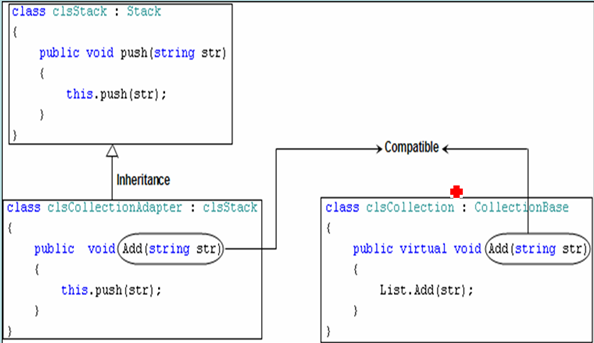 class clsStack : Stack
{
public void push(string str)
{
this.push(str);
}
}
Inheritance
Compatible
class clsCollectionAdapter : clsStack
{
public void Add(string str)
{
this.push(str);
}
}
class clsCollection : CollectionBase
{
public virtual void Add(string str)
{
List.Add(str);
}
}